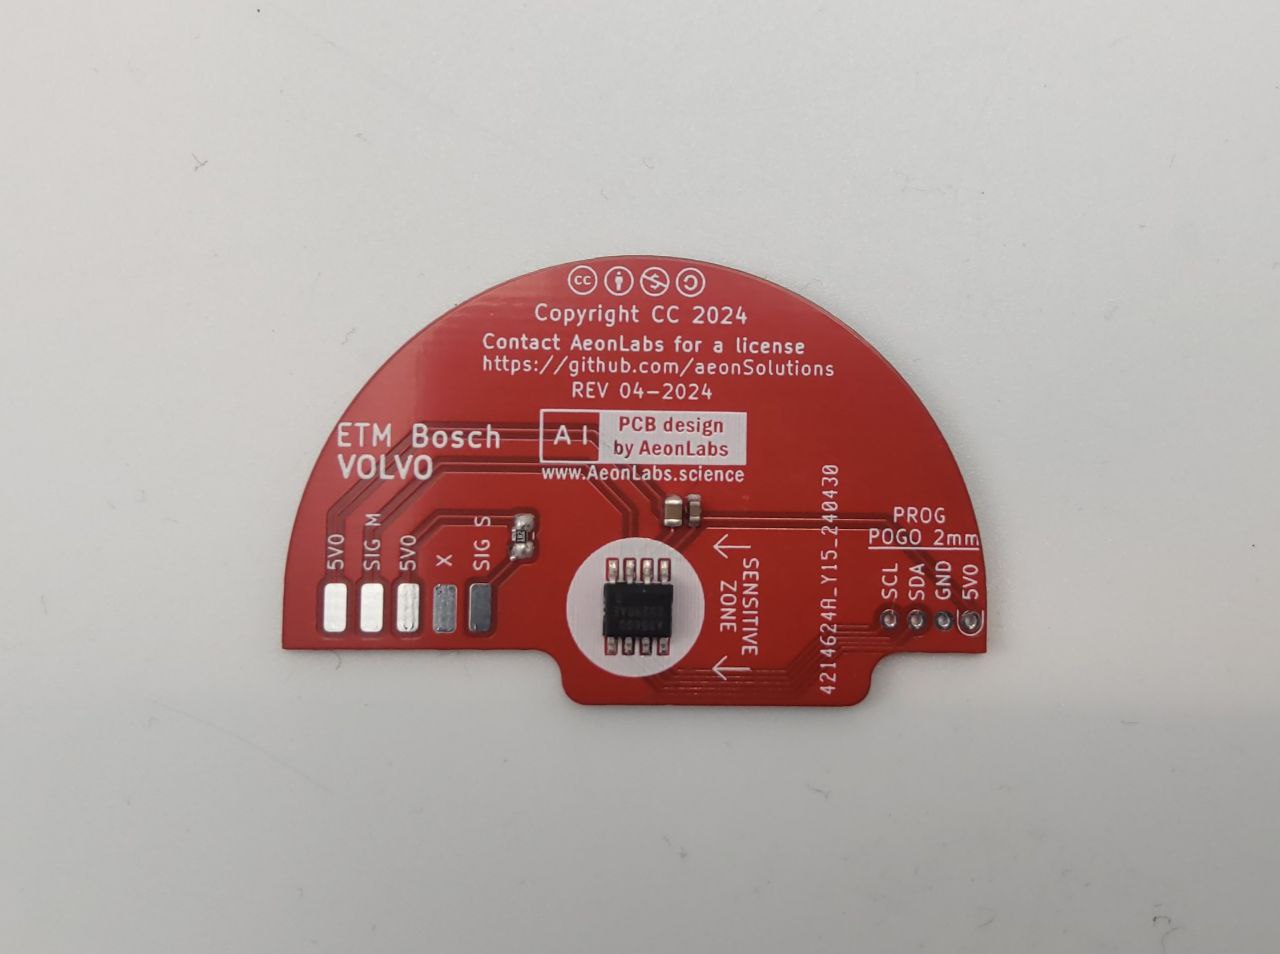 cc
Copyright CC 2024
Contact AeonLabs for a license
https://github.com/aeonSolutions
REV 04-2024
ETM Bosch
VOLVO
AI
PCB design
by AeonLabs
www.AeonLabs.science
5V0
SIG M
5V0
X
SIG S
SENSITIVE
ZONE
4214624A_Y15_240430
PROG
POGO 2mm
SCL
SDA
GND
5V0